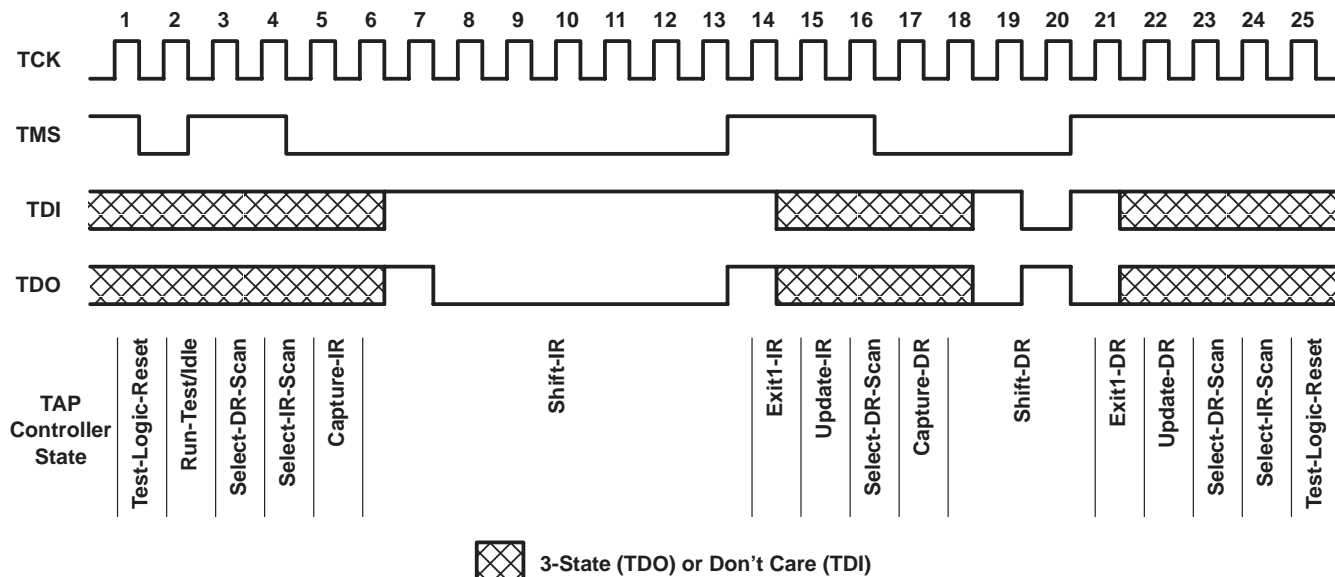 1 2 3 4 5 6 7 8 9 10 11 12 13 14 15 16 17 18 19 20 21 22 23 24 25
TCK
TMS
TDI
TDO
TAP
Controller
State
Test-Logic-Reset
Run-Test/Idle
Select-DR-Scan
Select-IR-Scan
Capture-IR
Shift-IR
Exit1-IR
Update-IR
Select-DR-Scan
Capture-DR
Shift-DR
Exit1-DR
Update-DR
Select-DR-Scan
Select-IR-Scan
Test-Logic-Reset
3-State (TDO) or Don't Care (TDI)